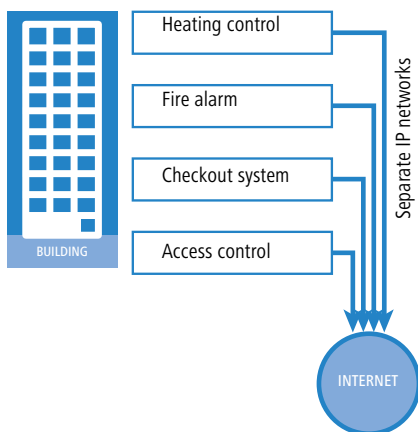 Heating control
Fire alarm
Checkout system
Access control
Separate IP networks
BUILDING
INTERNET